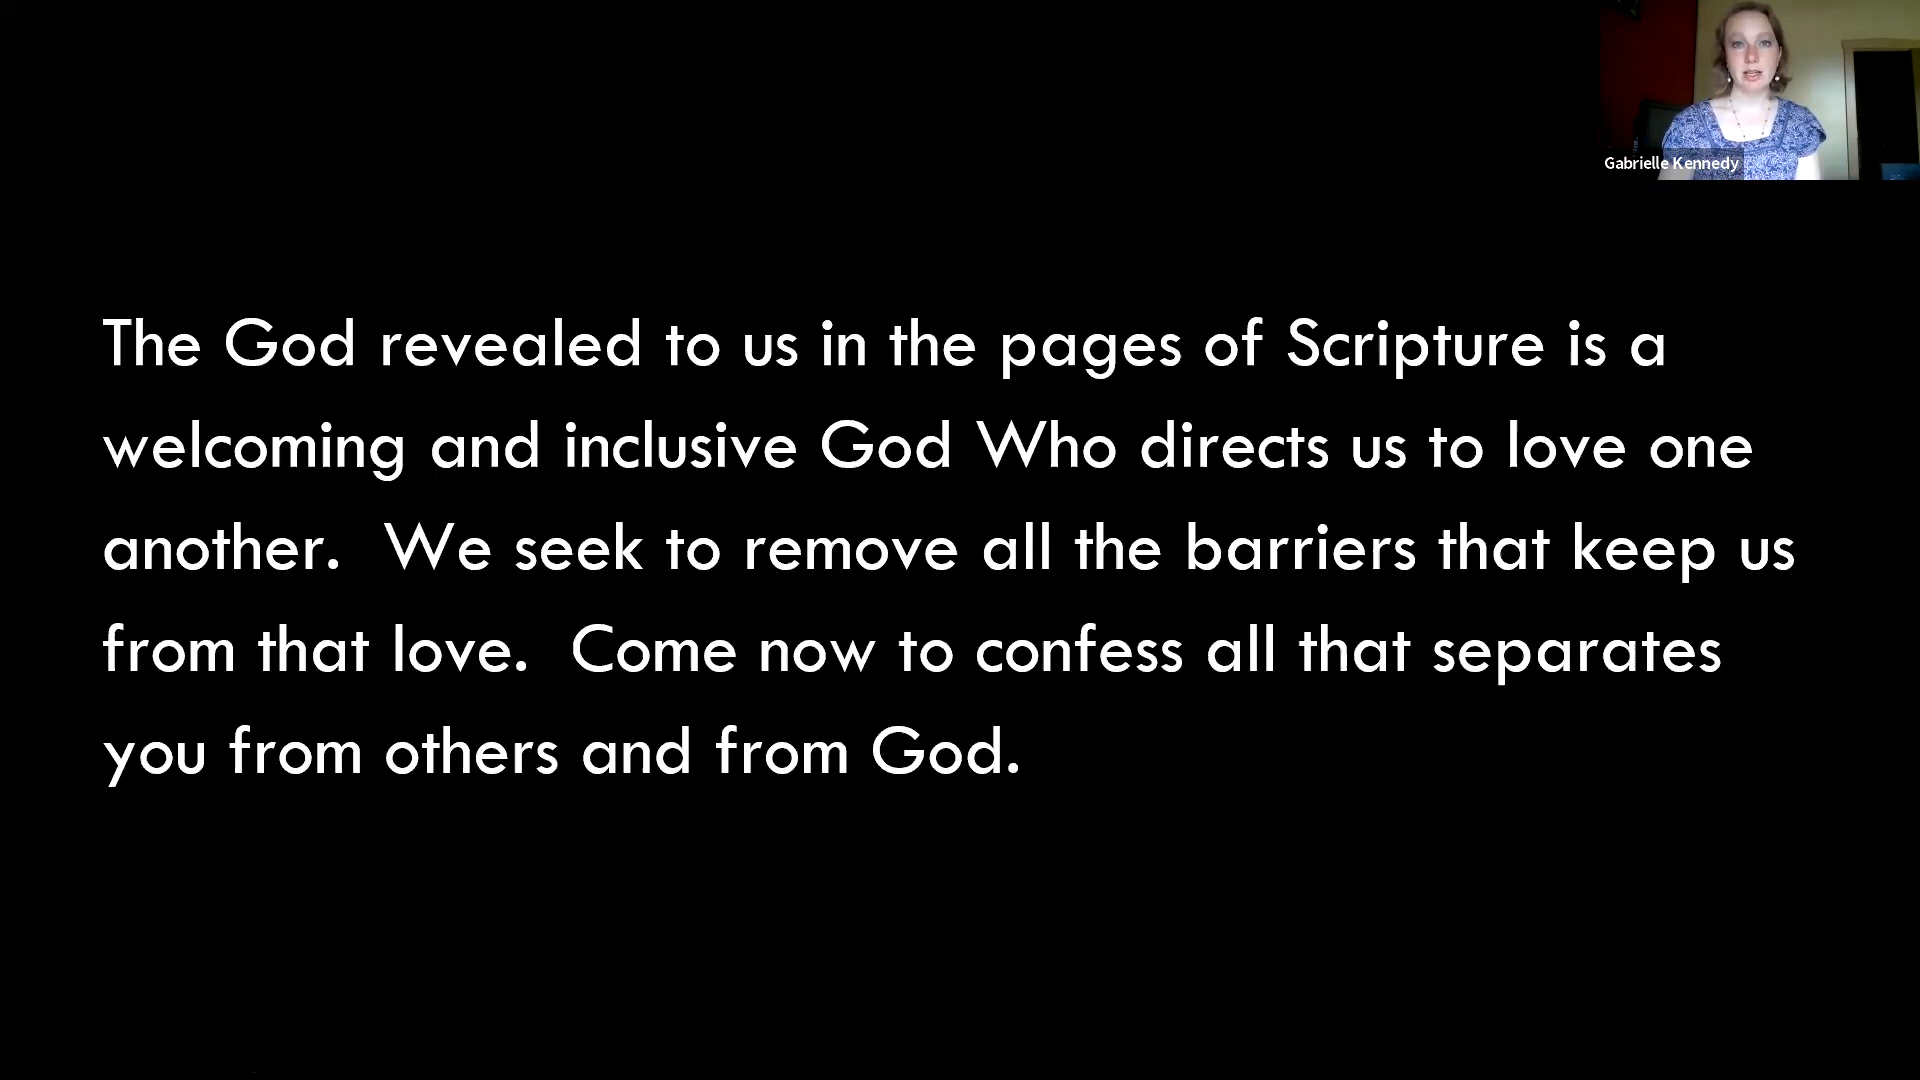 Gabrielle Kennedy
The God revealed to us in the pages of Scripture is a
welcoming and inclusive God Who directs us to love one
another.  We seek to remove all the barriers that keep us
from that love.  Come now to confess all that separates
you from others and from God.